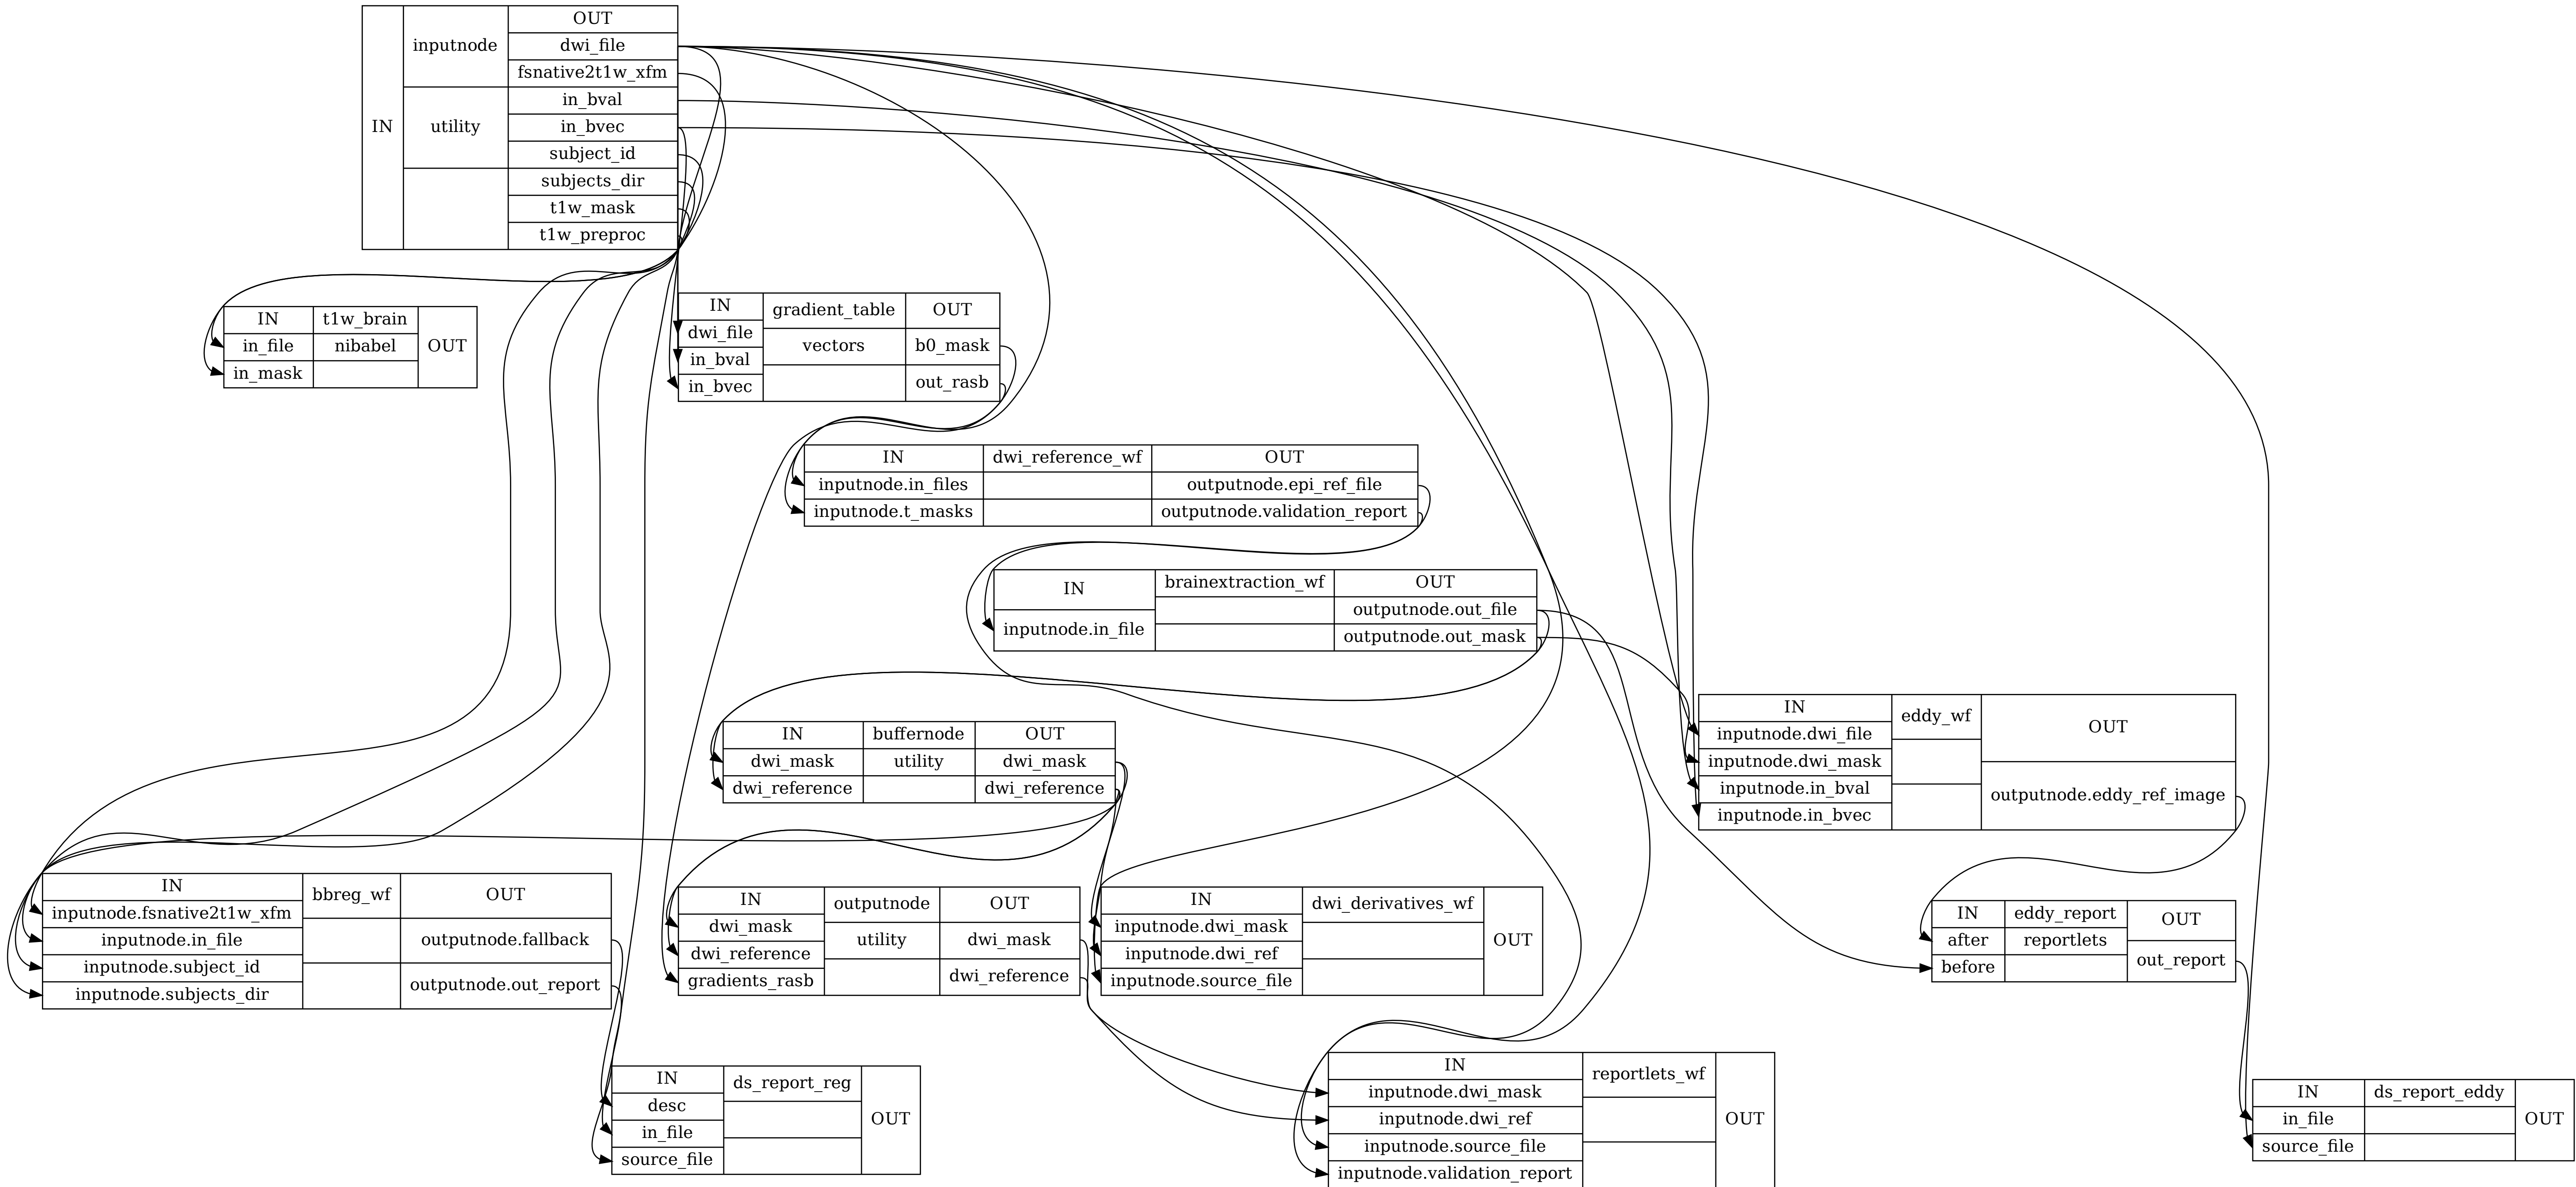 IN
inputnode
utility
OUT
dwi_file
fsnative2t1w_xfm
in_bval
in_bvec
subject_id
subjects_dir
t1w_mask
t1w_preproc
IN
in_file
in_mask
t1w_brain
nibabel
OUT
IN
dwi_file
in_bval
in_bvec
gradient_table
vectors
OUT
b0_mask
out_rasb
IN
inputnode.in_files
inputnode.t_masks
dwi_reference_wf
OUT
outputnode.epi_ref_file
outputnode.validation_report
IN
inputnode.in_file
brainextraction_wf
OUT
outputnode.out_file
outputnode.out_mask
IN
dwi_mask
dwi_reference
buffernode
utility
OUT
dwi_mask
dwi_reference
IN
inputnode.dwi_file
inputnode.dwi_mask
inputnode.in_bval
inputnode.in_bvec
eddy_wf
OUT
outputnode.eddy_ref_image
IN
inputnode.fsnative2t1w_xfm
inputnode.in_file
inputnode.subject_id
inputnode.subjects_dir
bbreg_wf
OUT
outputnode.fallback
outputnode.out_report
IN
dwi_mask
dwi_reference
gradients_rasb
outputnode
utility
OUT
dwi_mask
dwi_reference
IN
inputnode.dwi_mask
inputnode.dwi_ref
inputnode.source_file
dwi_derivatives_wf
OUT
IN
after
before
eddy_report
reportlets
OUT
out_report
IN
desc
in_file
source_file
ds_report_reg
OUT
IN
inputnode.dwi_mask
inputnode.dwi_ref
inputnode.source_file
inputnode.validation_report
reportlets_wf
OUT
IN
in_file
source_file
ds_report_eddy
OUT